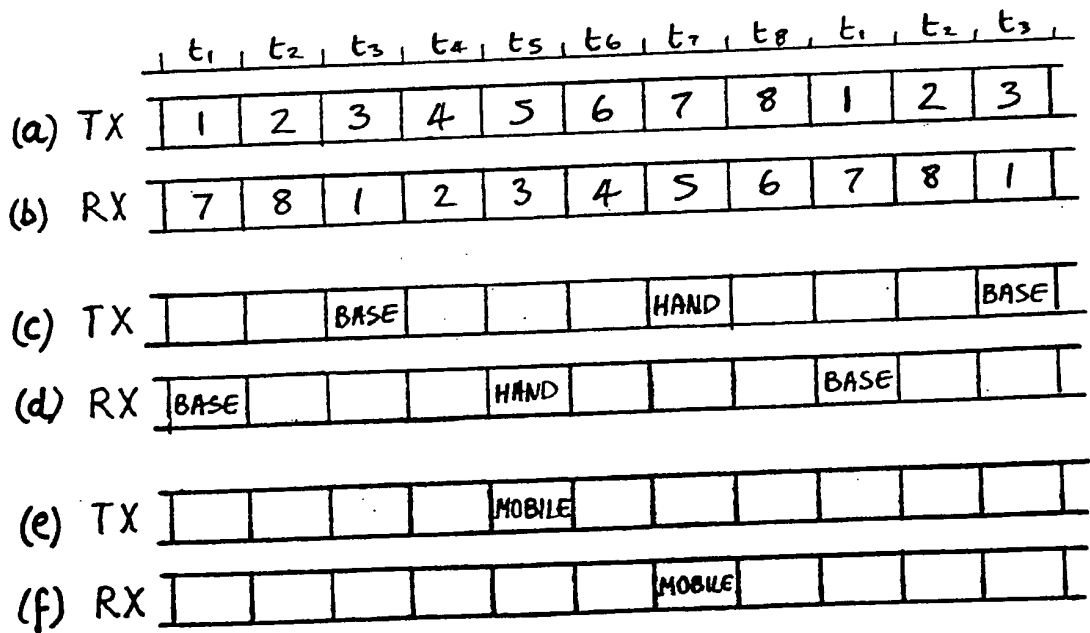 t₁ t₂ t₃ t₄ t₅ t₆ t₇ t₈ t₁ t₂ t₃
(a) TX 1 2 3 4 5 6 7 8 1 2 3
(b) RX 7 8 1 2 3 4 5 6 7 8 1
(c) TX BASE HAND BASE
(d) RX BASE HAND BASE
(e) TX MOBILE
(f) RX MOBILE